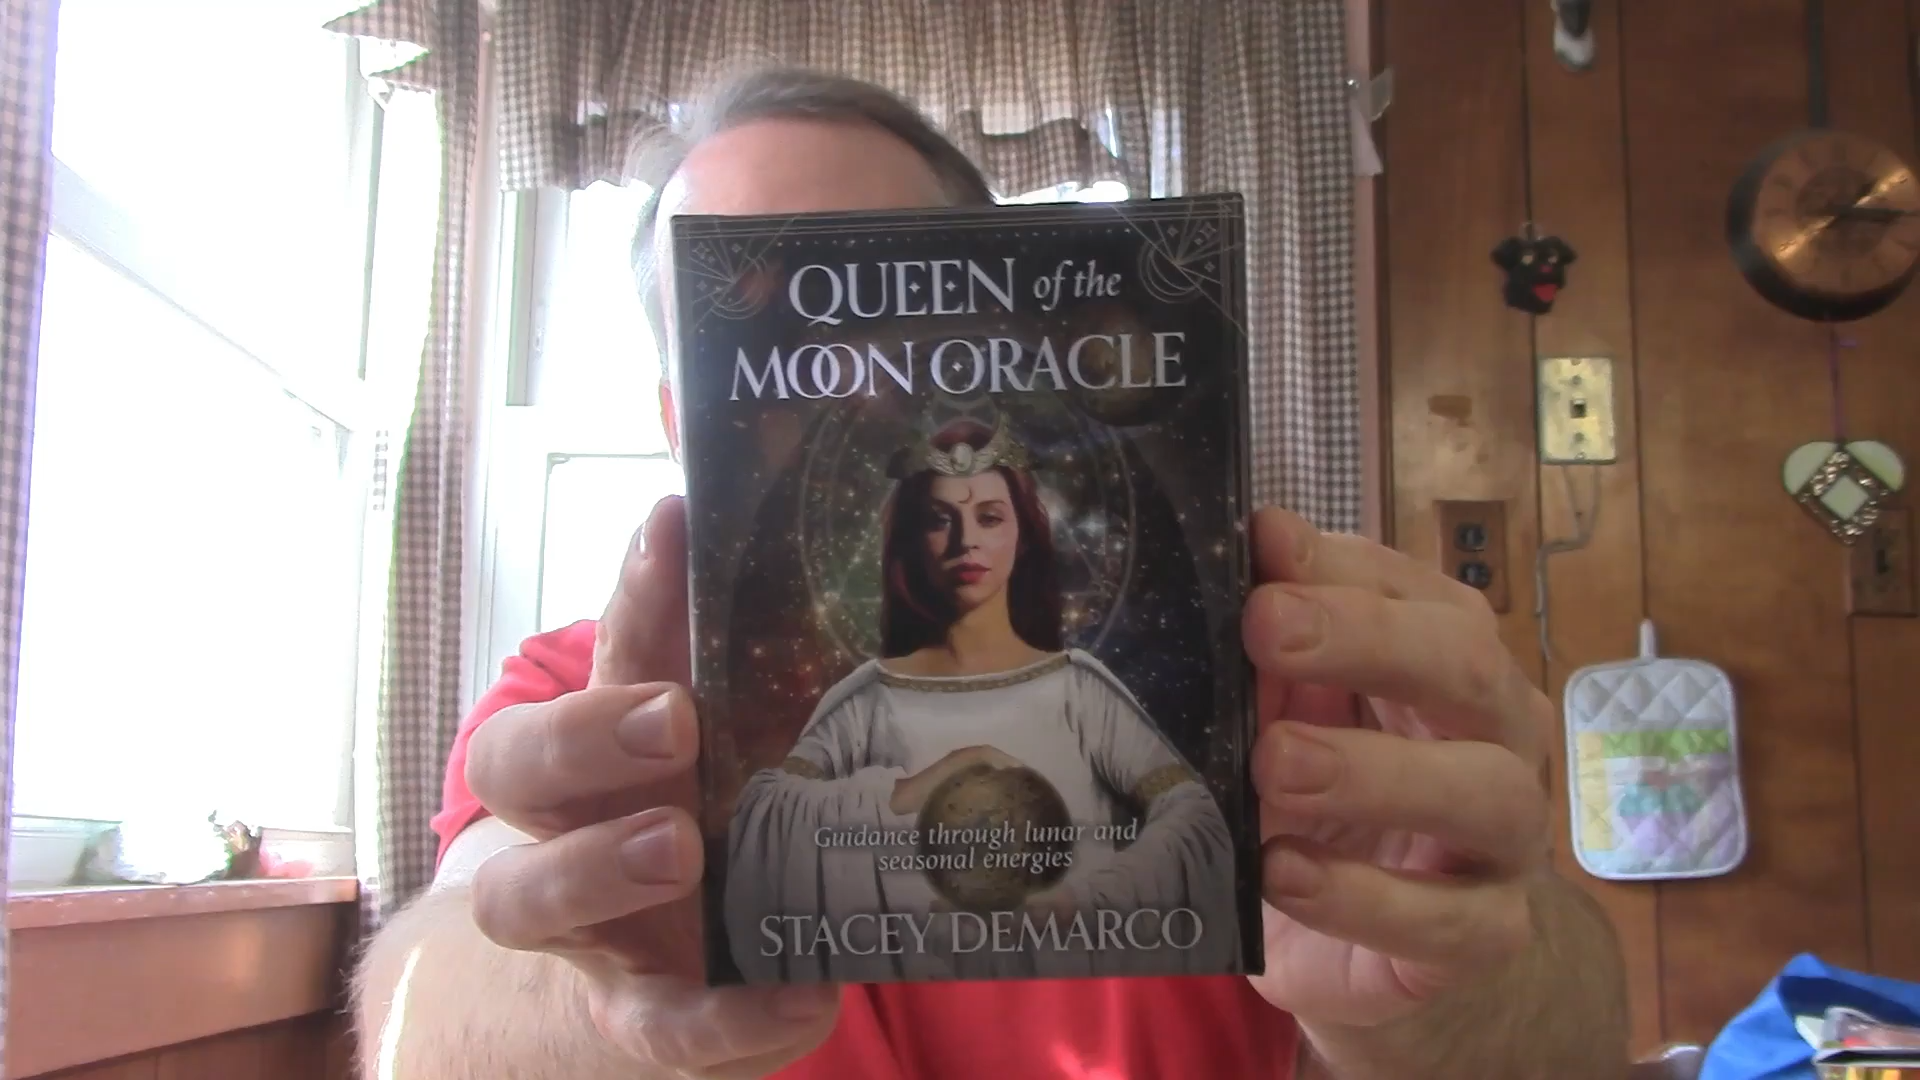 QUEEN of the
MOON ORACLE
Guidance through lunar and
seasonal energies
STACEY DEMARCO